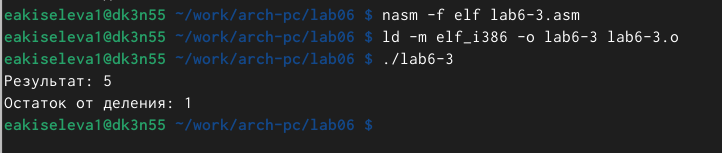 eakiseleva1@dk3n55 ~/work/arch-pc/lab06 $ nasm -f elf lab6-3.asm
eakiseleva1@dk3n55 ~/work/arch-pc/lab06 $ ld -m elf_i386 -o lab6-3 lab6-3.o
eakiseleva1@dk3n55 ~/work/arch-pc/lab06 $ ./lab6-3
Результат: 5
Остаток от деления: 1
eakiseleva1@dk3n55 ~/work/arch-pc/lab06 $